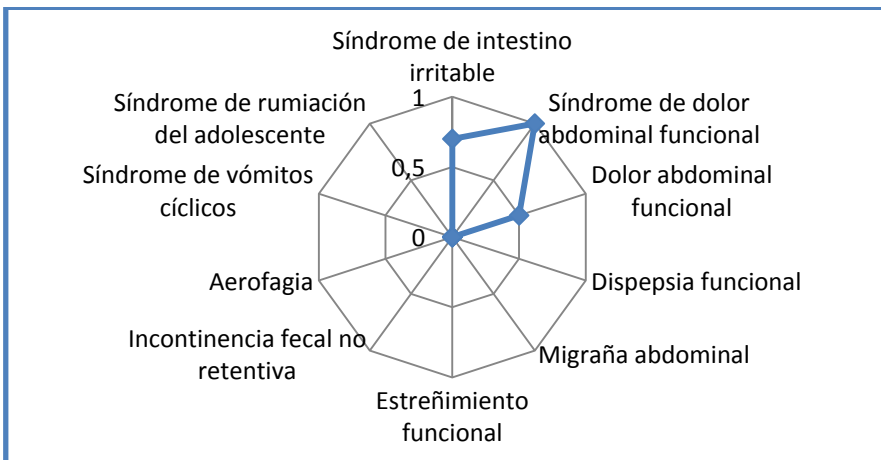 Síndrome de intestino
irritable
Síndrome de dolor
abdominal funcional
Dolor abdominal
funcional
Dispepsia funcional
Migraña abdominal
Estreñimiento
funcional
Incontinencia fecal no
retentiva
Aerofagia
Síndrome de vómitos
cíclicos
Síndrome de rumiación
del adolescente
1
0,5
0